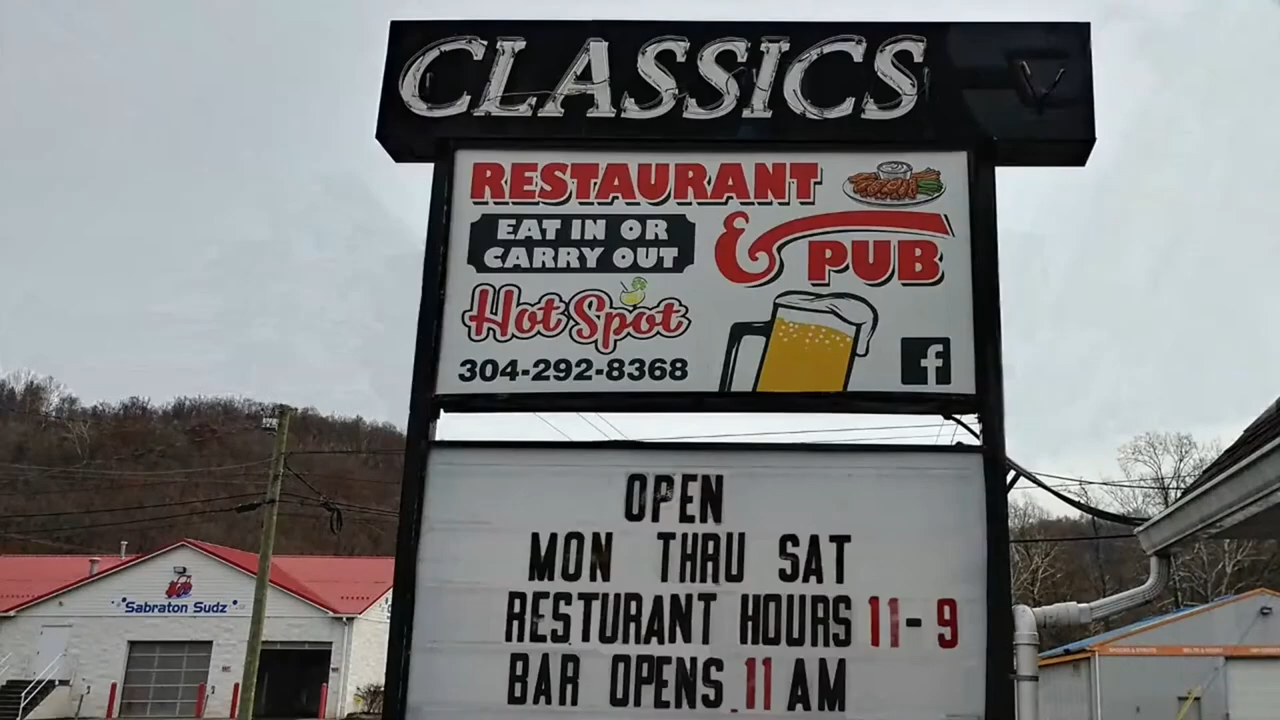 CLASSICS
RESTAURANT
& PUB
EAT IN OR
CARRY OUT
Hot Spot
304-292-8368
f
OPEN
MON THRU SAT
RESTURANT HOURS 11-9
BAR OPENS 11 AM
Sabraton Sudz